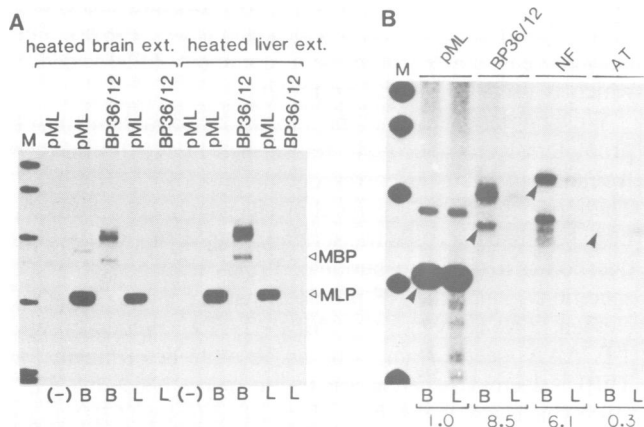 A
heated brain ext. heated liver ext.
M pML pML BP36/12 pML BP36/12 pML pML BP36/12 pML BP36/12
◁MBP
◁MLP
(-) B B L L (-) B B L L
B
pML BP36/12 NF AT
M
B L B L B L B L
1.0 8.5 6.1 0.3